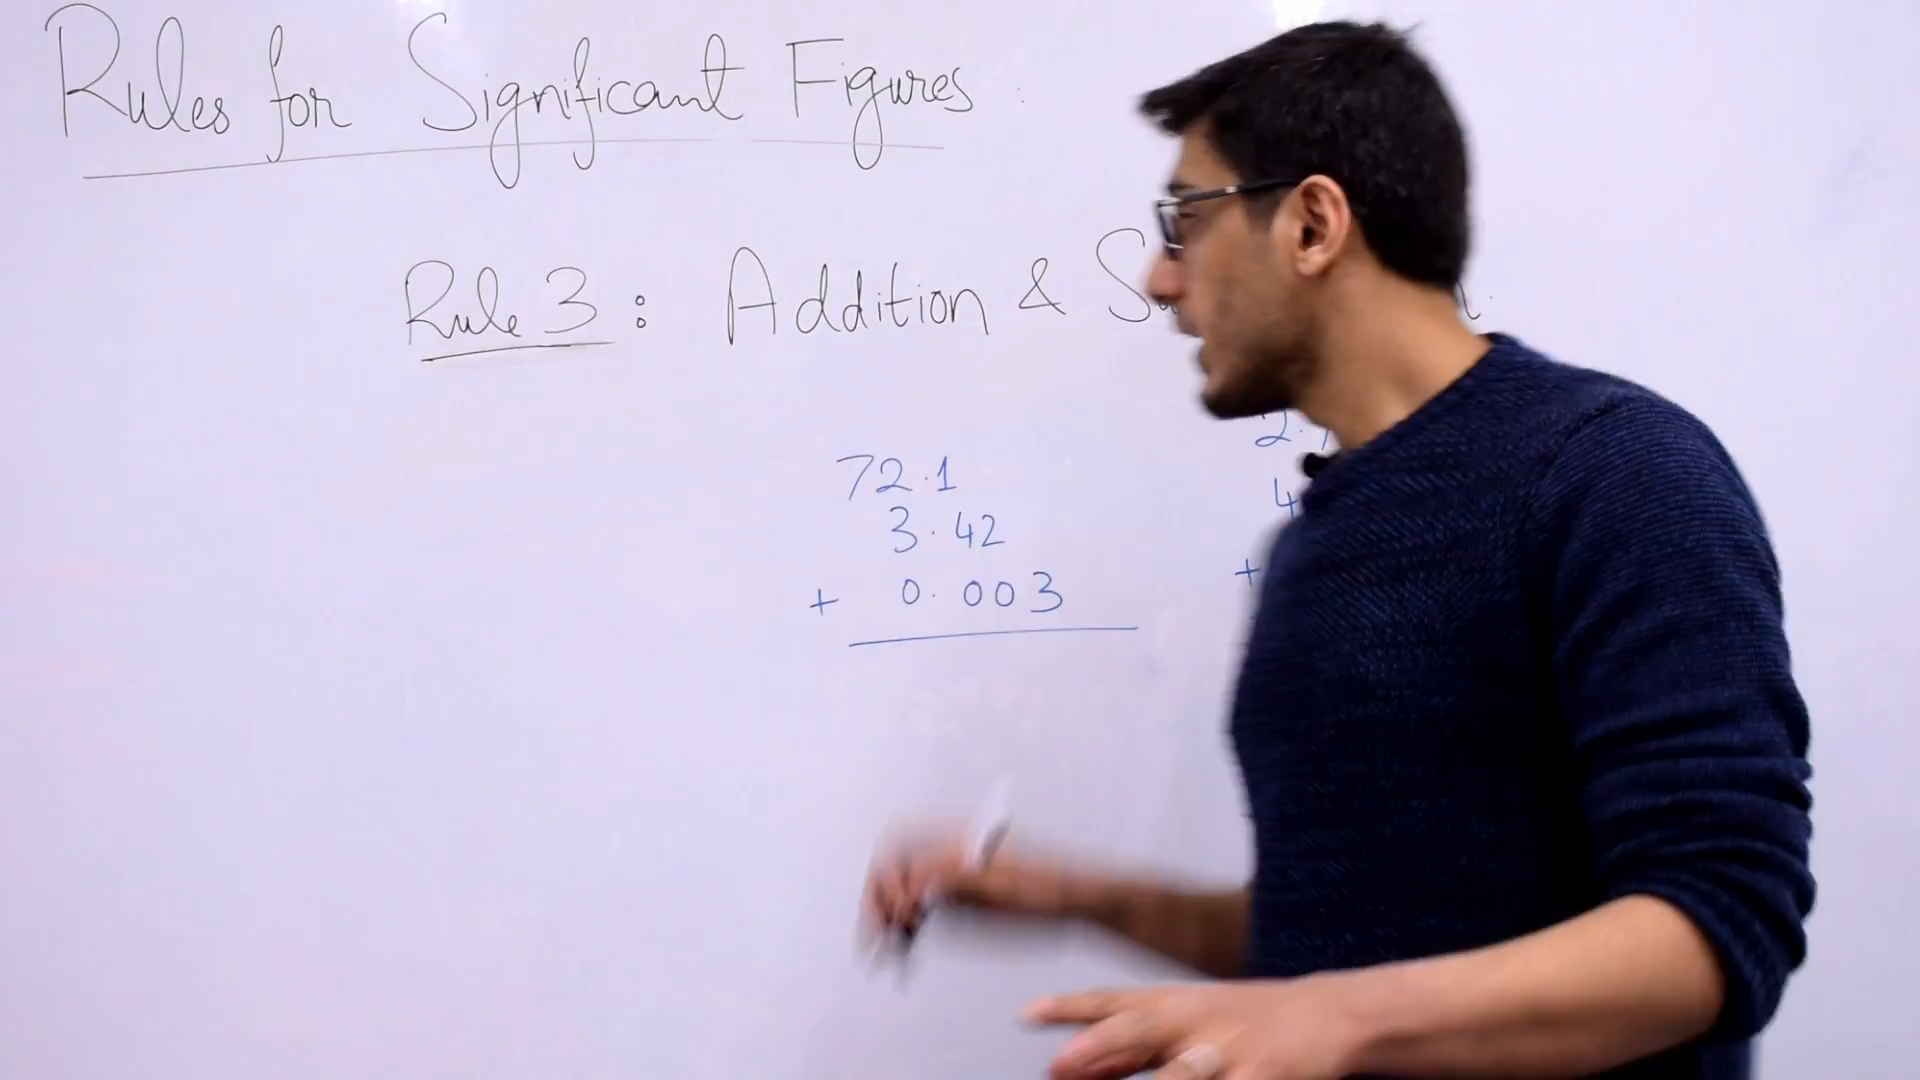 Rules for Significant Figures
Rule 3 : Addition &
72.1
3.42
+ 0.003
+